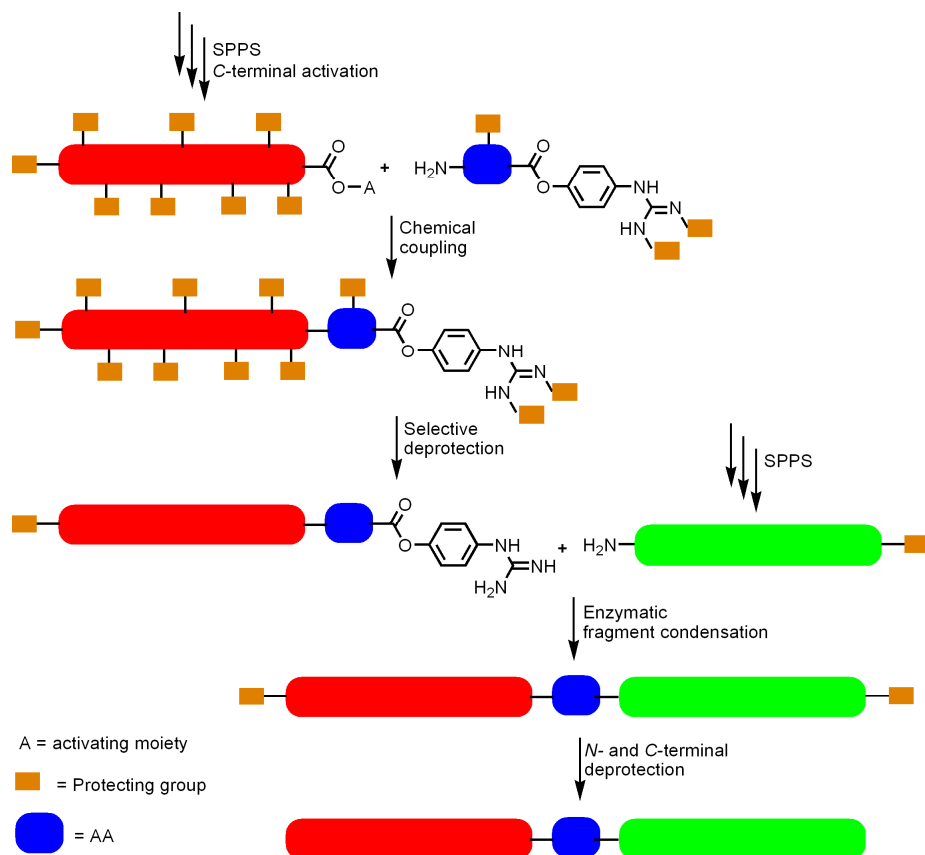 SPPS
C-terminal activation
O
O
A
+
H2N
O
O
NH
N
HN
Chemical
coupling
O
O
NH
N
HN
Selective
deprotection
SPPS
O
O
NH
NH
H2N
+
H2N
Enzymatic
fragment condensation
N- and C-terminal
deprotection
A = activating moiety
= Protecting group
= AA